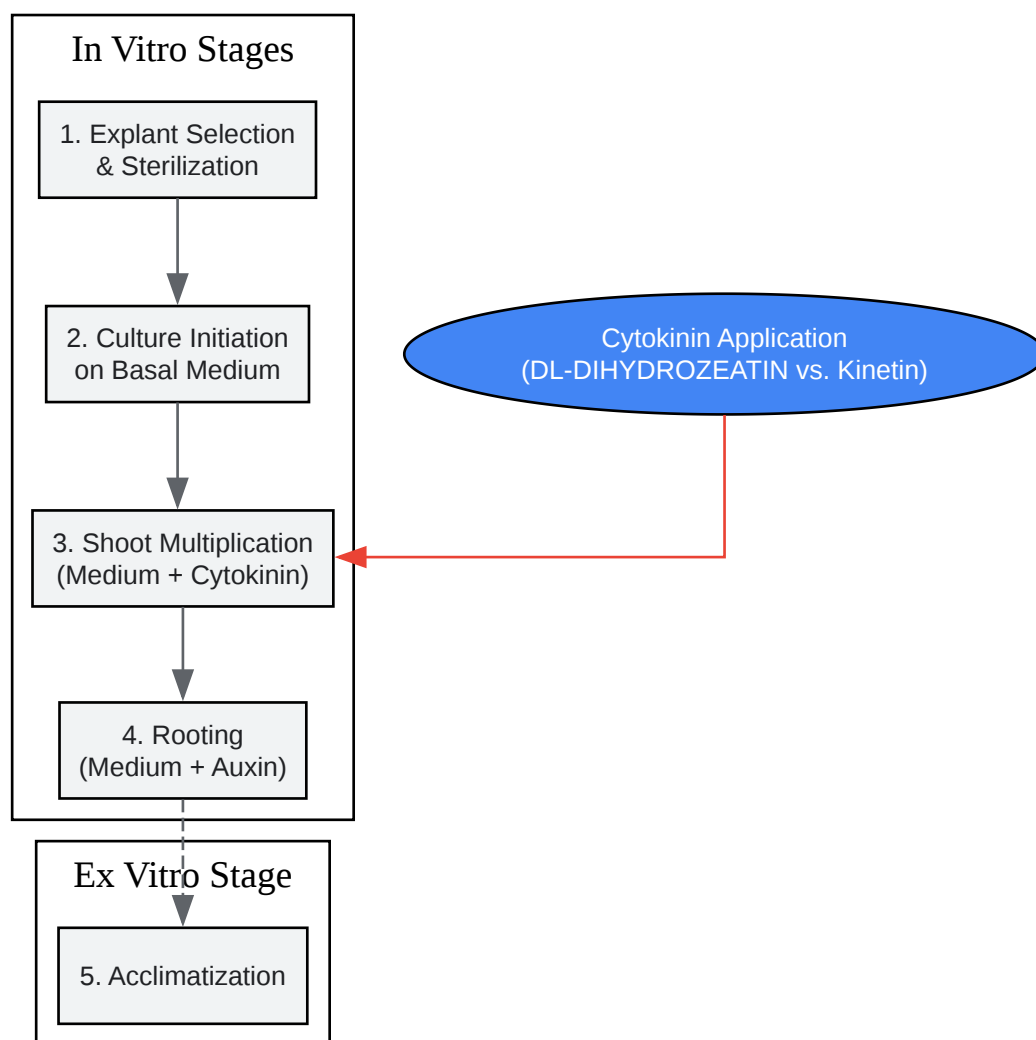 In Vitro Stages
1. Explant Selection
& Sterilization
2. Culture Initiation
on Basal Medium
Cytokinin Application
(DL-DIHYDROZEATIN vs. Kinetin)
3. Shoot Multiplication
(Medium + Cytokinin)
4. Rooting
(Medium + Auxin)
Ex Vitro Stage
5. Acclimatization